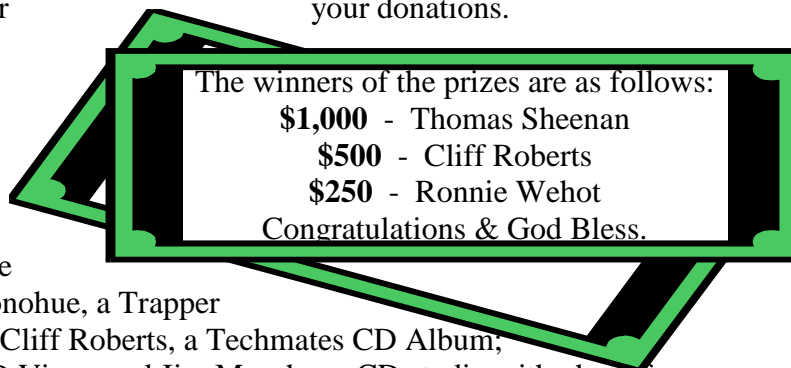 your donations.
The winners of the prizes are as follows:
$1,000 - Thomas Sheenan
$500 - Cliff Roberts
$250 - Ronnie Wehot
Congratulations & God Bless.
a Trapper
Cliff Roberts, a Techmates CD Album;